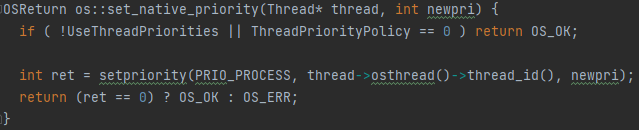 OSReturn os::set_native_priority(Thread* thread, int newpri) {
  if ( !UseThreadPriorities || ThreadPriorityPolicy == 0 ) return OS_OK;

  int ret = setpriority(PRIO_PROCESS, thread->osthread()->thread_id(), newpri);
  return (ret == 0) ? OS_OK : OS_ERR;
}